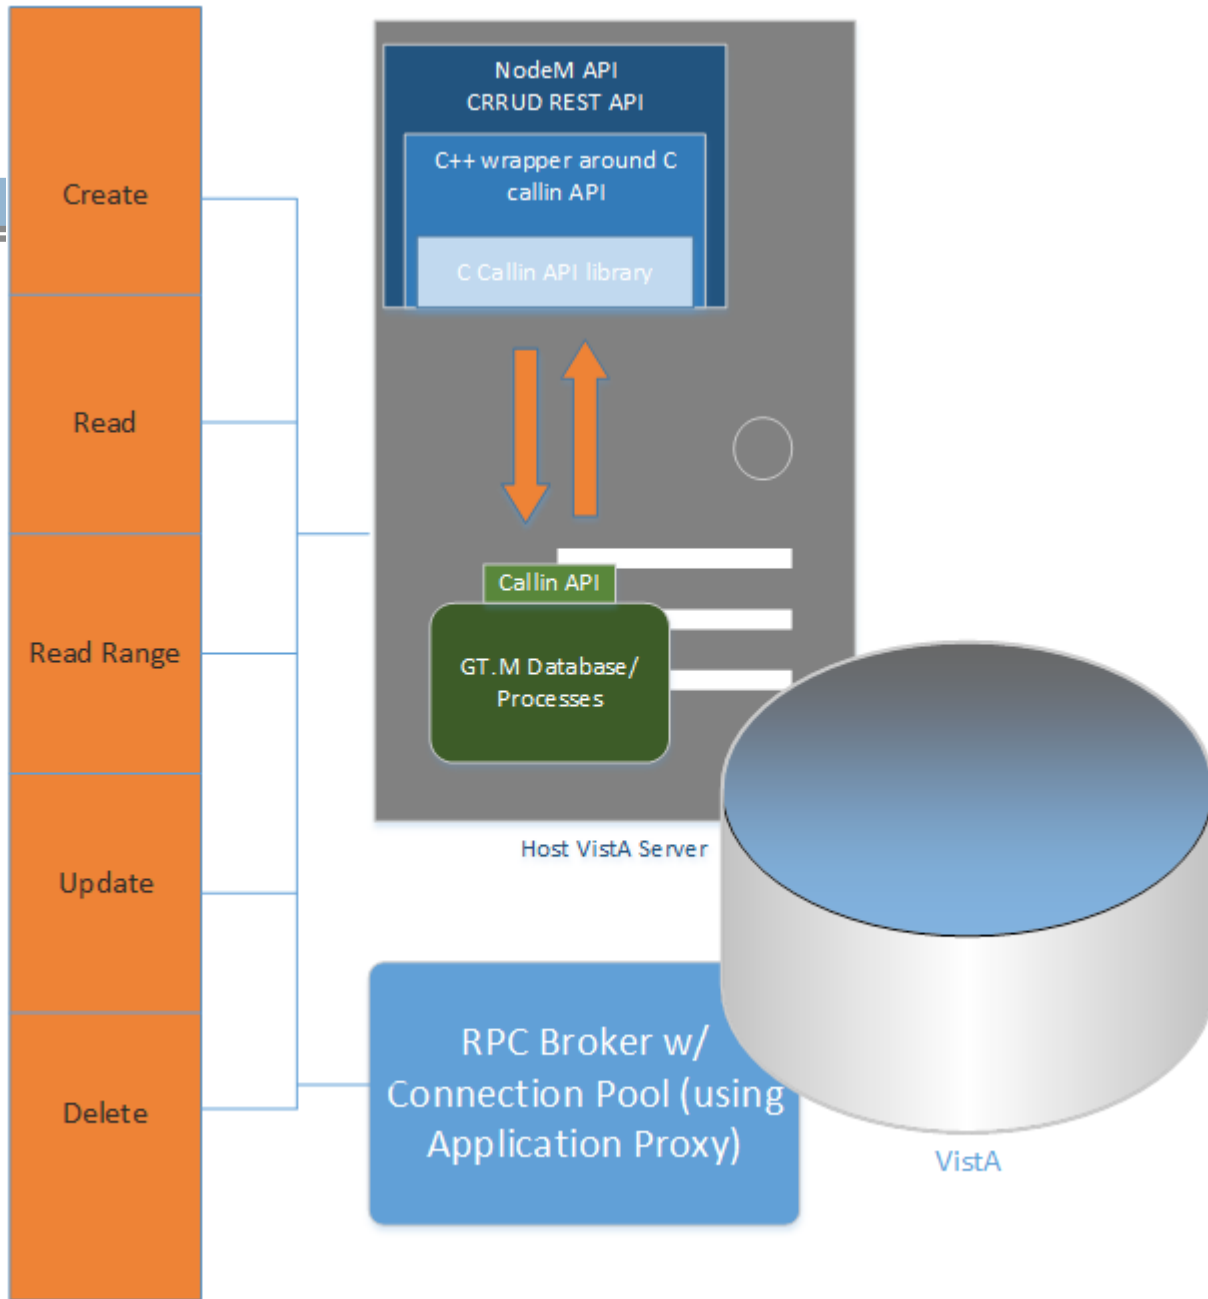 Create
Read
Read Range
Update
Delete
NodeM API
CRRUD REST API
C++ wrapper around C
callin API
C Callin API library
Callin API
GT.M Database/
Processes
Host VistA Server
RPC Broker w/
Connection Pool (using
Application Proxy)
VistA